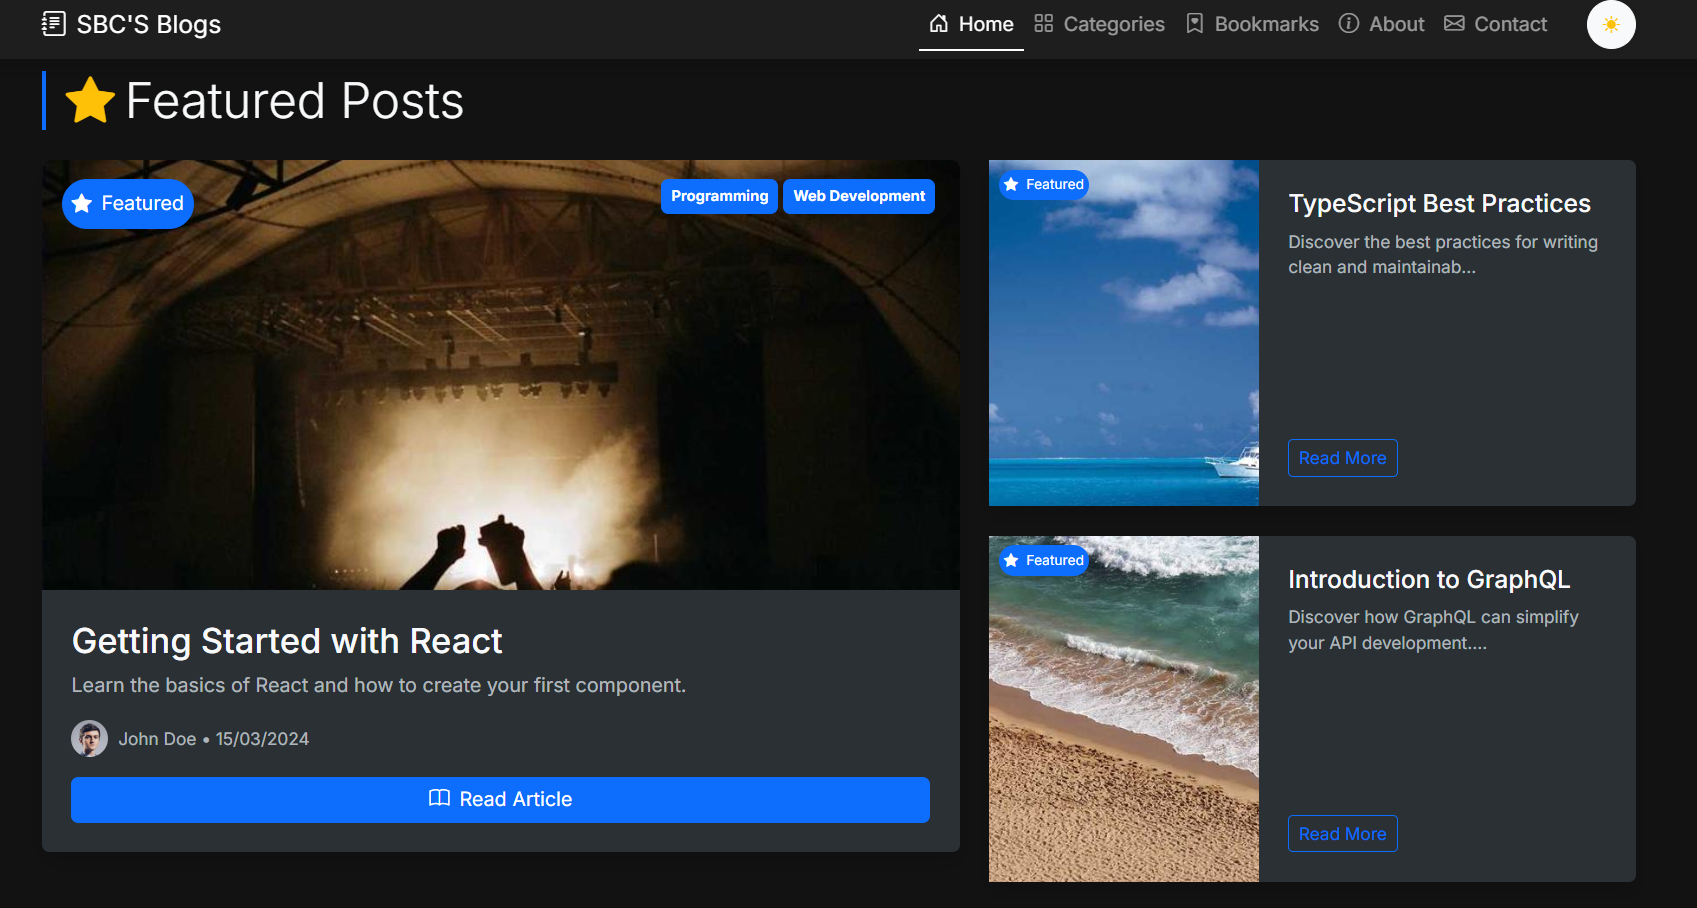 SBC'S Blogs
Home
Categories
Bookmarks
About
Contact
Featured Posts
Featured
Programming
Web Development
Getting Started with React
Learn the basics of React and how to create your first component.
John Doe • 15/03/2024
Read Article
Featured
TypeScript Best Practices
Discover the best practices for writing
clean and maintainab...
Read More
Featured
Introduction to GraphQL
Discover how GraphQL can simplify
your API development....
Read More